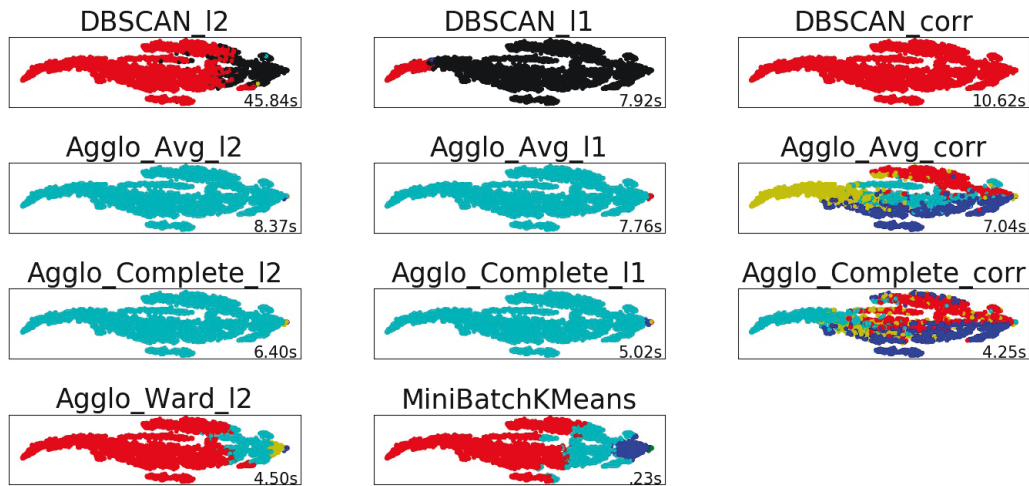 DBSCAN_l2
DBSCAN_l1
DBSCAN_corr
45.84s
7.92s
10.62s
Agglo_Avg_l2
Agglo_Avg_l1
Agglo_Avg_corr
8.37s
7.76s
7.04s
Agglo_Complete_l2
Agglo_Complete_l1
Agglo_Complete_corr
6.40s
5.02s
4.25s
Agglo_Ward_l2
MiniBatchKMeans
4.50s
.23s